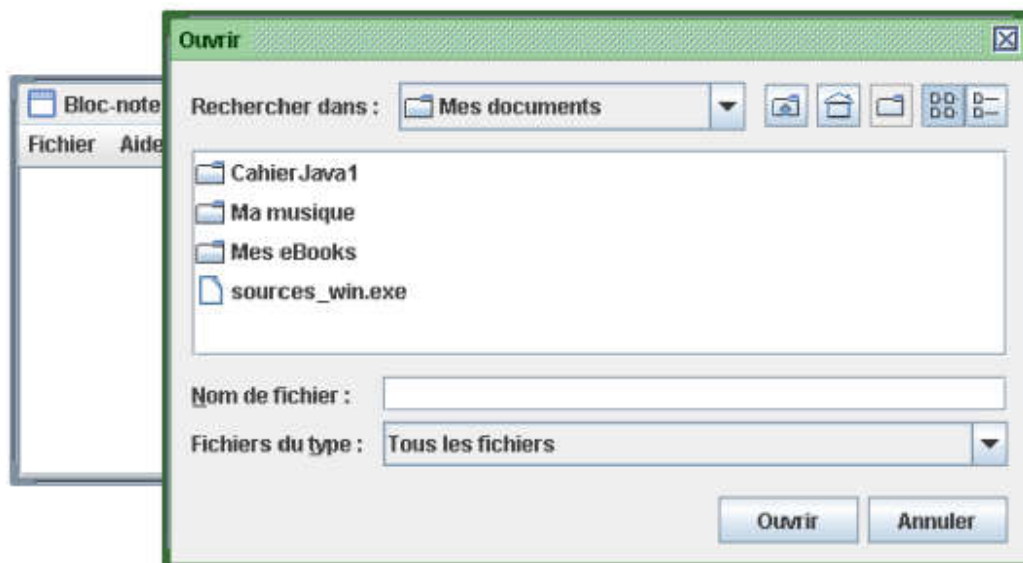 Ouvrir
Bloc-note
Fichier Aide
Rechercher dans : Mes documents
CahierJava1
Ma musique
Mes eBooks
sources_win.exe
Nom de fichier :
Fichiers du type : Tous les fichiers
Ouvrir Annuler